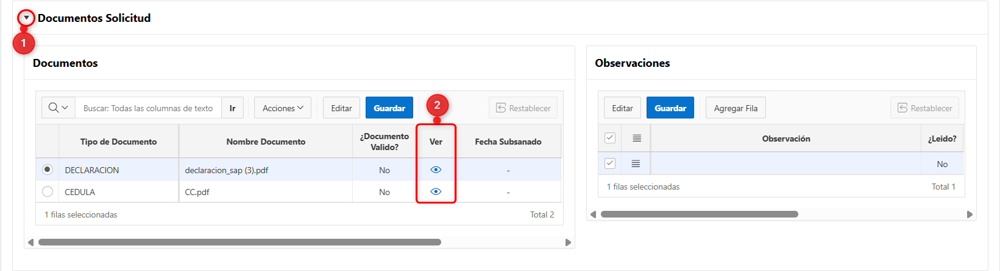 Documentos Solicitud
1
Documentos
Buscar: Todas las columnas de texto Ir Acciones Editar Guardar 2 Restablecer
Tipo de Documento Nombre Documento ¿Documento Valido? Ver Fecha Subsanado
DECLARACION declaracion_sap (3).pdf No -
CEDULA CC.pdf No -
1 filas seleccionadas Total 2
Observaciones
Editar Guardar Agregar Fila Restablecer
Observación ¿Leido?
No
1 filas seleccionadas Total 1